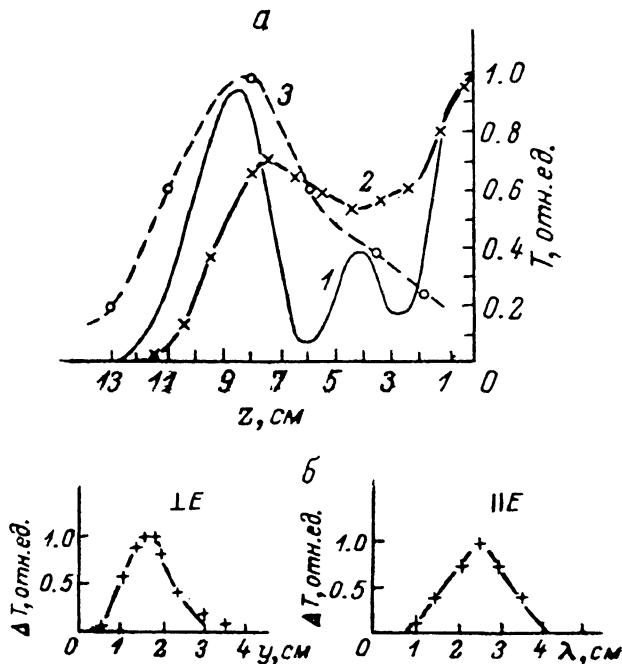 а
1.0
0.8
0.6
0.4
0.2
0
T, отн.ед.
3
2
1
13 11 9 7 5 3 1
z, см
б
⊥E
ΔT, отн.ед.
1.0
0.5
0 1 2 3 4 y, см
∥E
ΔT, отн.ед.
1.0
0.5
0 1 2 3 4 λ, см